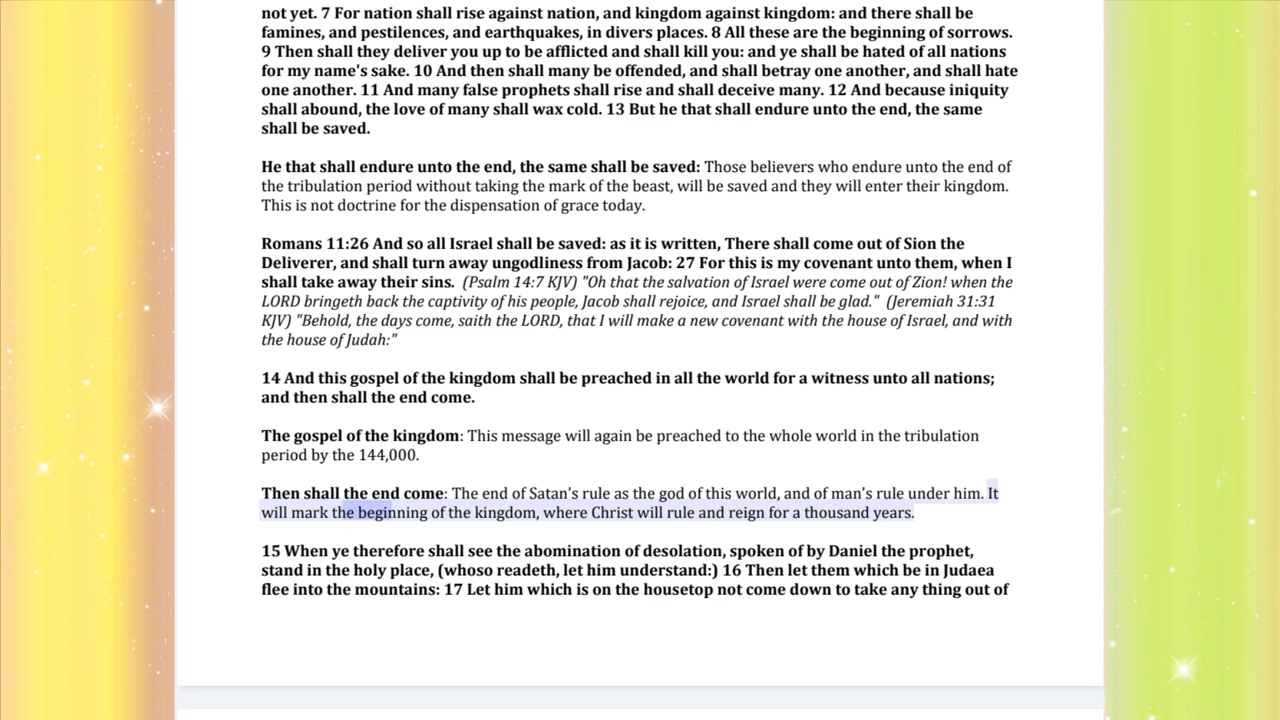 not yet. 7 For nation shall rise against nation, and kingdom against kingdom: and there shall be
famines, and pestilences, and earthquakes, in divers places. 8 All these are the beginning of sorrows.
9 Then shall they deliver you up to be afflicted and shall kill you: and ye shall be hated of all nations
for my name's sake. 10 And then shall many be offended, and shall betray one another, and shall hate
one another. 11 And many false prophets shall rise and shall deceive many. 12 And because iniquity
shall abound, the love of many shall wax cold. 13 But he that shall endure unto the end, the same
shall be saved.
He that shall endure unto the end, the same shall be saved: Those believers who endure unto the end of
the tribulation period without taking the mark of the beast, will be saved and they will enter their kingdom.
This is not doctrine for the dispensation of grace today.
Romans 11:26 And so all Israel shall be saved: as it is written, There shall come out of Sion the
Deliverer, and shall turn away ungodliness from Jacob: 27 For this is my covenant unto them, when I
shall take away their sins. (Psalm 14:7 KJV) "Oh that the salvation of Israel were come out of Zion! when the
LORD bringeth back the captivity of his people, Jacob shall rejoice, and Israel shall be glad." (Jeremiah 31:31
KJV) "Behold, the days come, saith the LORD, that I will make a new covenant with the house of Israel, and with
the house of Judah:"
14 And this gospel of the kingdom shall be preached in all the world for a witness unto all nations;
and then shall the end come.
The gospel of the kingdom: This message will again be preached to the whole world in the tribulation
period by the 144,000.
Then shall the end come: The end of Satan's rule as the god of this world, and of man's rule under him. It
will mark the beginning of the kingdom, where Christ will rule and reign for a thousand years.
15 When ye therefore shall see the abomination of desolation, spoken of by Daniel the prophet,
stand in the holy place, (whoso readeth, let him understand:) 16 Then let them which be in Judaea
flee into the mountains: 17 Let him which is on the housetop not come down to take any thing out of